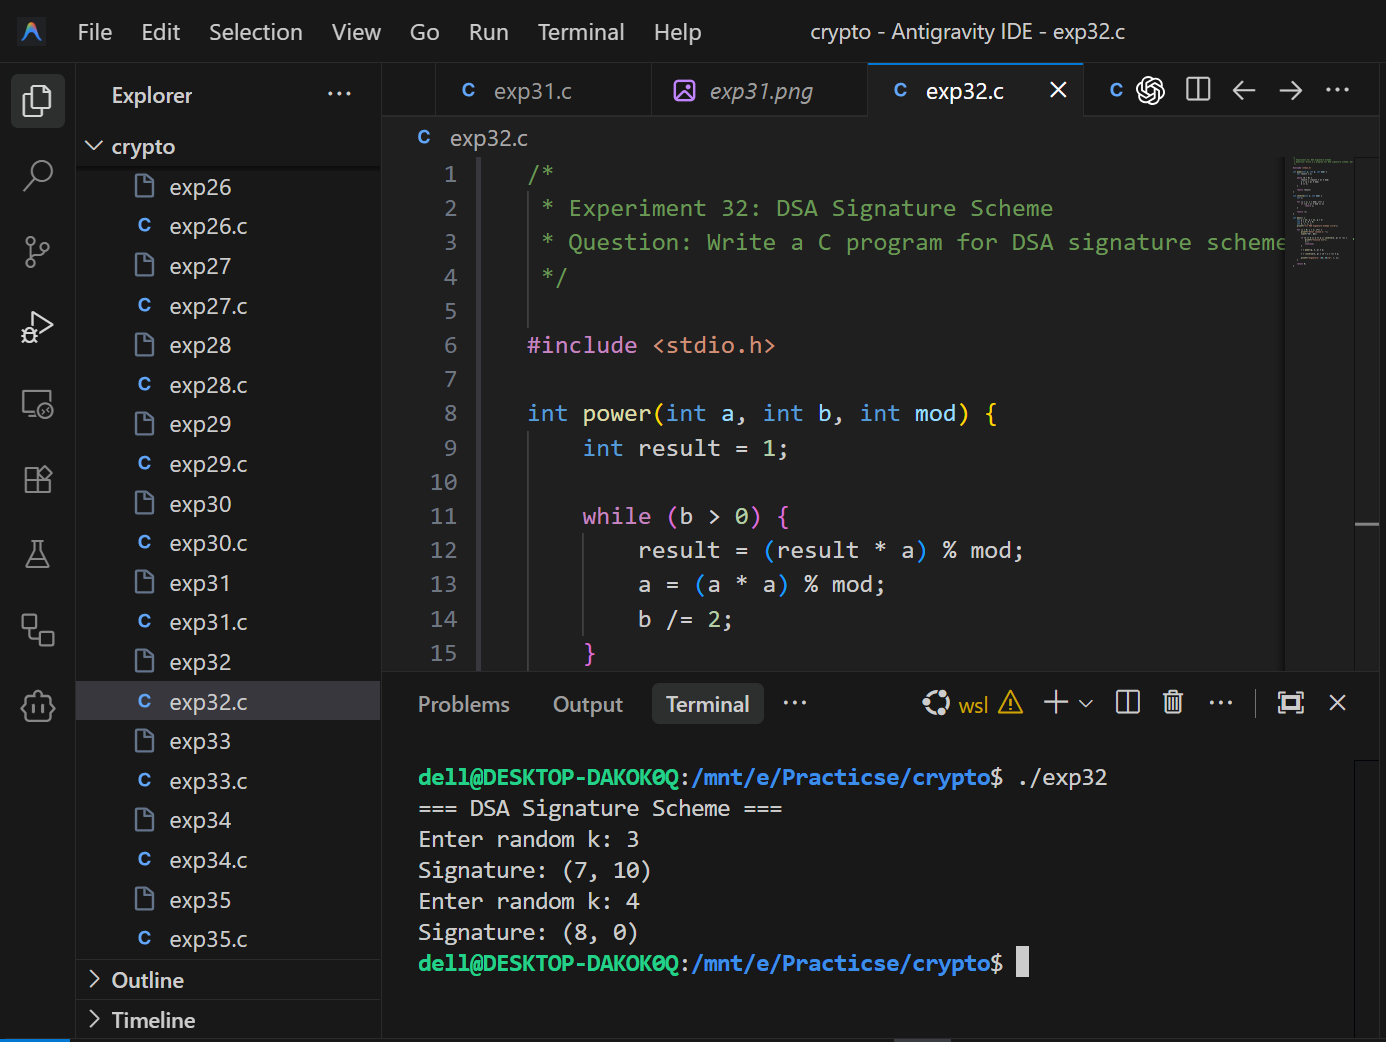 File Edit Selection View Go Run Terminal Help crypto - Antigravity IDE - exp32.c
Explorer
crypto
exp26
exp26.c
exp27
exp27.c
exp28
exp28.c
exp29
exp29.c
exp30
exp30.c
exp31
exp31.c
exp32
exp32.c
exp33
exp33.c
exp34
exp34.c
exp35
exp35.c
Outline
Timeline
C exp31.c exp31.png C exp32.c C
C exp32.c
1 /*
2 * Experiment 32: DSA Signature Scheme
3 * Question: Write a C program for DSA signature scheme
4 */
5
6 #include <stdio.h>
7
8 int power(int a, int b, int mod) {
9 int result = 1;
10
11 while (b > 0) {
12 result = (result * a) % mod;
13 a = (a * a) % mod;
14 b /= 2;
15 }
Problems Output Terminal wsl
dell@DESKTOP-DAKOK0Q:/mnt/e/Practicse/crypto$ ./exp32
=== DSA Signature Scheme ===
Enter random k: 3
Signature: (7, 10)
Enter random k: 4
Signature: (8, 0)
dell@DESKTOP-DAKOK0Q:/mnt/e/Practicse/crypto$